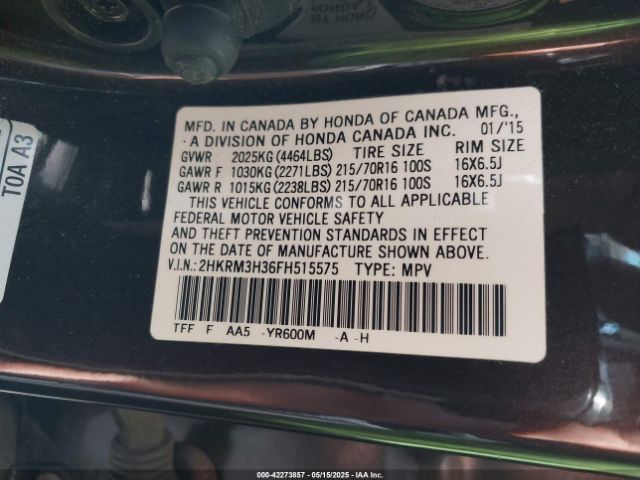 BY HONDA
T0A A3
MFD. IN CANADA BY HONDA OF CANADA MFG.,
A DIVISION OF HONDA CANADA INC. 01/'15
GVWR 2025KG (4464LBS) TIRE SIZE RIM SIZE
GAWR F 1030KG (2271LBS) 215/70R16 100S 16X6.5J
GAWR R 1015KG (2238LBS) 215/70R16 100S 16X6.5J
THIS VEHICLE CONFORMS TO ALL APPLICABLE
FEDERAL MOTOR VEHICLE SAFETY
AND THEFT PREVENTION STANDARDS IN EFFECT
ON THE DATE OF MANUFACTURE SHOWN ABOVE.
V.I.N.: 2HKRM3H36FH515575 TYPE: MPV
TFF F AA5 -YR600M -A -H
000-42273857 - 05/15/2025 - IAA Inc.